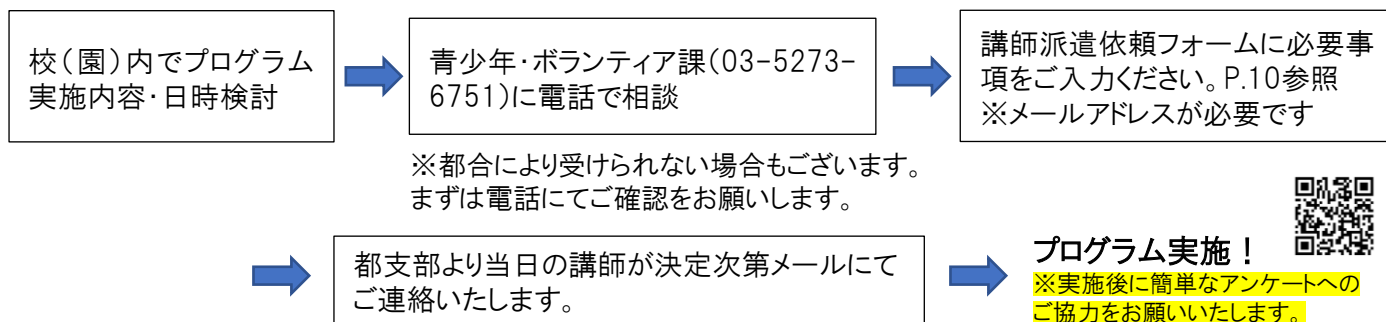 校(園)内でプログラム
実施内容・日時検討
青少年・ボランティア課(03-5273-
6751)に電話で相談
※都合により受けられない場合もございます。
まずは電話にてご確認をお願いします。
講師派遣依頼フォームに必要事
項をご入力ください。P.10参照
※メールアドレスが必要です
都支部より当日の講師が決定次第メールにて
ご連絡いたします。
プログラム実施!
※実施後に簡単なアンケートへの
ご協力をお願いいたします。